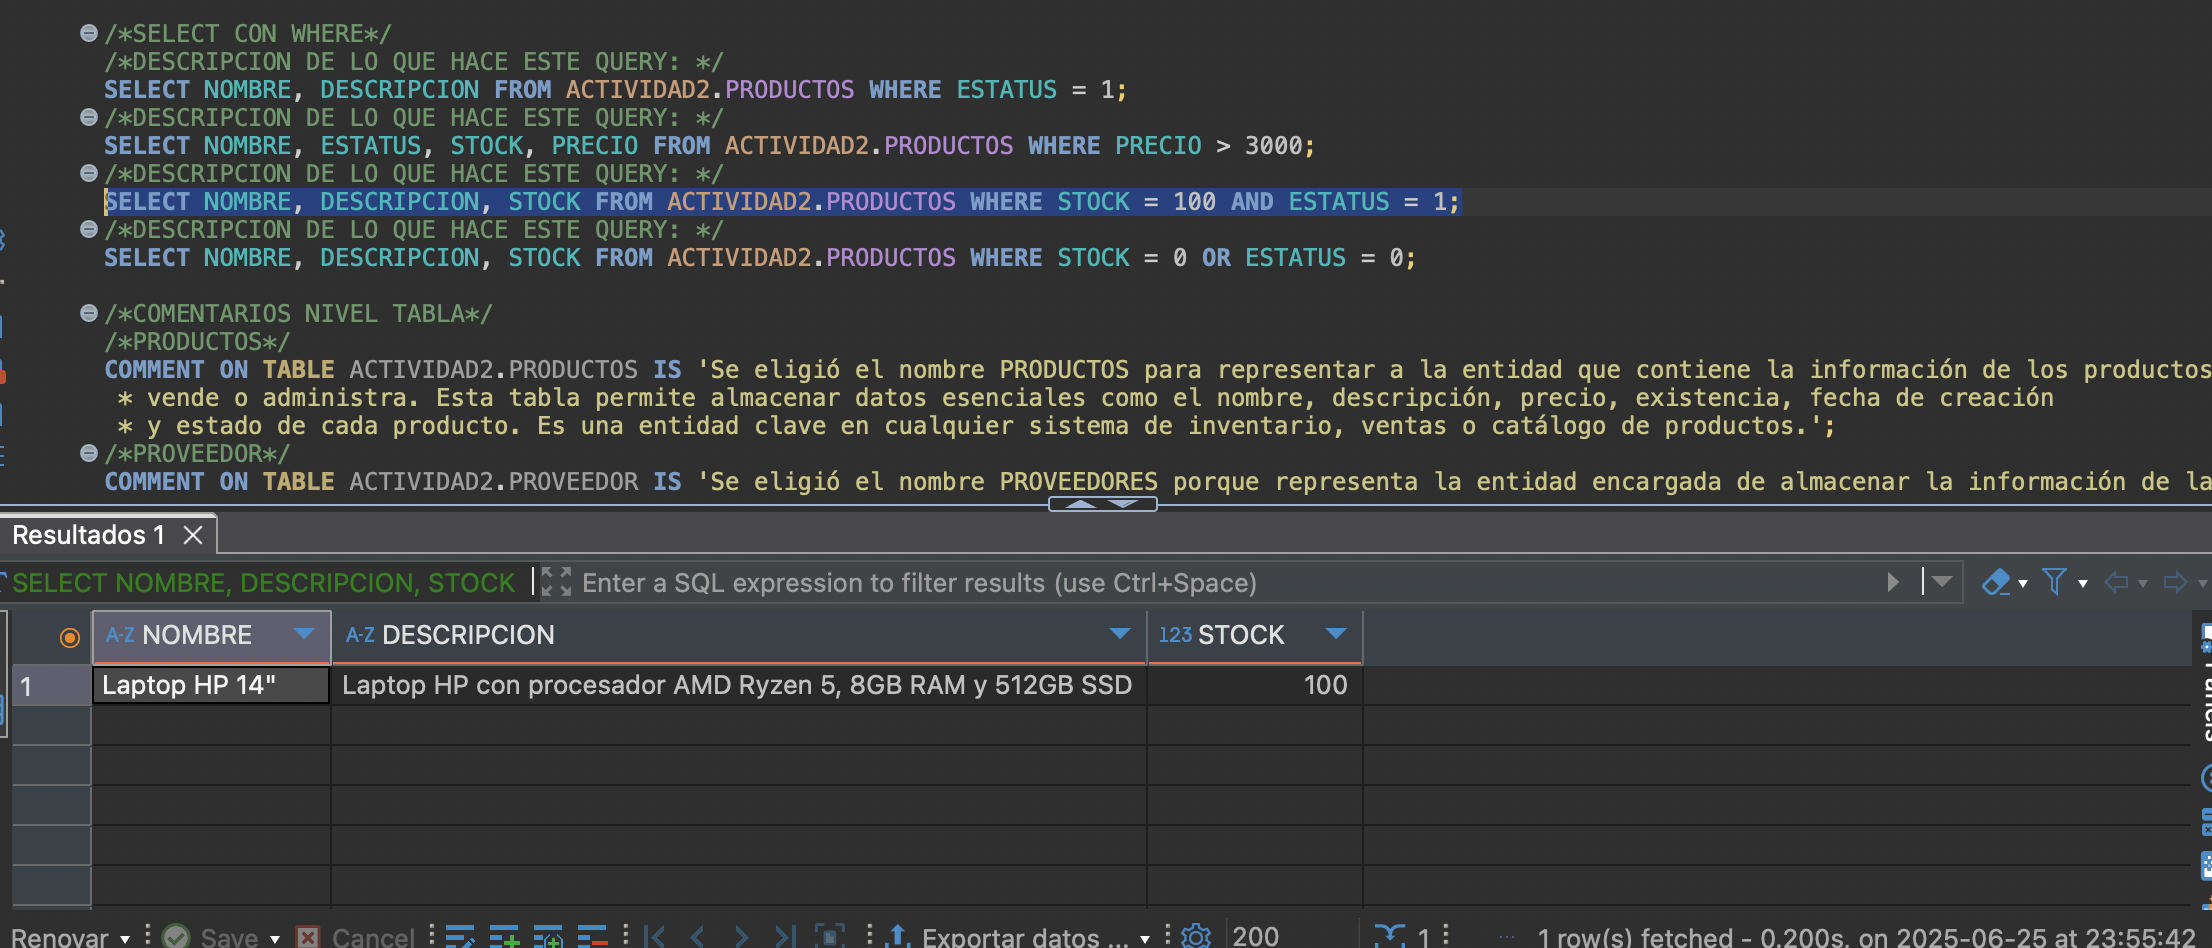 /*SELECT CON WHERE*/
/*DESCRIPCION DE LO QUE HACE ESTE QUERY: */
SELECT NOMBRE, DESCRIPCION FROM ACTIVIDAD2.PRODUCTOS WHERE ESTATUS = 1;
/*DESCRIPCION DE LO QUE HACE ESTE QUERY: */
SELECT NOMBRE, ESTATUS, STOCK, PRECIO FROM ACTIVIDAD2.PRODUCTOS WHERE PRECIO > 3000;
/*DESCRIPCION DE LO QUE HACE ESTE QUERY: */
SELECT NOMBRE, DESCRIPCION, STOCK FROM ACTIVIDAD2.PRODUCTOS WHERE STOCK = 100 AND ESTATUS = 1;
/*DESCRIPCION DE LO QUE HACE ESTE QUERY: */
SELECT NOMBRE, DESCRIPCION, STOCK FROM ACTIVIDAD2.PRODUCTOS WHERE STOCK = 0 OR ESTATUS = 0;
/*COMENTARIOS NIVEL TABLA*/
/*PRODUCTOS*/
COMMENT ON TABLE ACTIVIDAD2.PRODUCTOS IS 'Se eligió el nombre PRODUCTOS para representar a la entidad que contiene la información de los productos
* vende o administra. Esta tabla permite almacenar datos esenciales como el nombre, descripción, precio, existencia, fecha de creación
* y estado de cada producto. Es una entidad clave en cualquier sistema de inventario, ventas o catálogo de productos.';
/*PROVEEDOR*/
COMMENT ON TABLE ACTIVIDAD2.PROVEEDOR IS 'Se eligió el nombre PROVEEDORES porque representa la entidad encargada de almacenar la información de la
Resultados 1
SELECT NOMBRE, DESCRIPCION, STOCK
Enter a SQL expression to filter results (use Ctrl+Space)
A-Z NOMBRE A-Z DESCRIPCION 123 STOCK
1 Laptop HP 14" Laptop HP con procesador AMD Ryzen 5, 8GB RAM y 512GB SSD 100
Renovar Save Cancel Exportar datos ... 200 1 1 row(s) fetched - 0.200s, on 2025-06-25 at 23:55:42